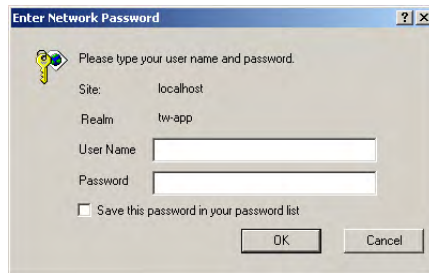 Enter Network Password
Please type your user name and password.
Site: localhost
Realm tw-app
User Name
Password
Save this password in your password list
OK Cancel